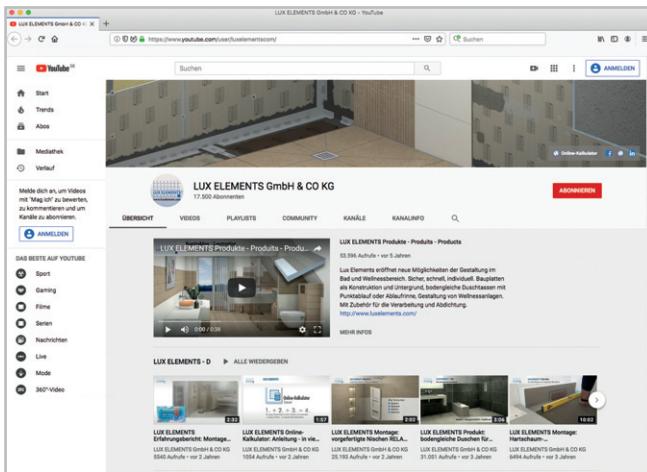 LUX ELEMENTS GmbH & CO KG - YouTube
LUX ELEMENTS GmbH & CO K
https://www.youtube.com/user/luxelementscom/
Suchen
YouTube DE
Suchen
ANMELDEN
Start
Trends
Abos
Mediathek
Verlauf
Melde dich an, um Videos
mit "Mag ich" zu bewerten,
zu kommentieren und um
Kanäle zu abonnieren.
ANMELDEN
DAS BESTE AUF YOUTUBE
Sport
Gaming
Filme
Serien
Nachrichten
Live
Mode
360°-Video
Online-Kalkulator
LUX ELEMENTS GmbH & CO KG
17.500 Abonnenten
ABONNIEREN
ÜBERSICHT VIDEOS PLAYLISTS COMMUNITY KANÄLE KANALINFO
LUX ELEMENTS Produkte - Produits - Produ...
0:00 / 0:38
LUX ELEMENTS Produkte - Produits - Products
53.596 Aufrufe • vor 5 Jahren
Lux Elements eröffnet neue Möglichkeiten der Gestaltung im
Bad und Wellnessbereich. Sicher, schnell, individuell. Bauplatten
als Konstruktion und Untergrund, bodengleiche Duschtassen mit
Punktablauf oder Ablaufrinne, Gestaltung von Wellnessanlagen.
Mit Zubehör für die Verarbeitung und Abdichtung.
http://www.luxelements.com/
MEHR INFOS
LUX ELEMENTS - D ALLE WIEDERGEBEN
2:32
Online-Kalkulator
1. + 2. + 3. + 4.
1:57
2:02
3:06
10:02
LUX ELEMENTS
Erfahrungsbericht: Montage...
5540 Aufrufe • vor 2 Jahren
LUX ELEMENTS Online-
Kalkulator: Anleitung - in vie...
LUX ELEMENTS GmbH & CO KG
1054 Aufrufe • vor 2 Jahren
LUX ELEMENTS Montage:
vorgefertigte Nischen RELA...
LUX ELEMENTS GmbH & CO KG
25.193 Aufrufe • vor 2 Jahren
LUX ELEMENTS Produkt:
bodengleiche Duschen für...
LUX ELEMENTS GmbH & CO KG
31.051 Aufrufe • vor 2 Jahren
LUX ELEMENTS Montage:
Hartschaum-...
LUX ELEMENTS GmbH & CO KG
6494 Aufrufe • vor 2 Jahren